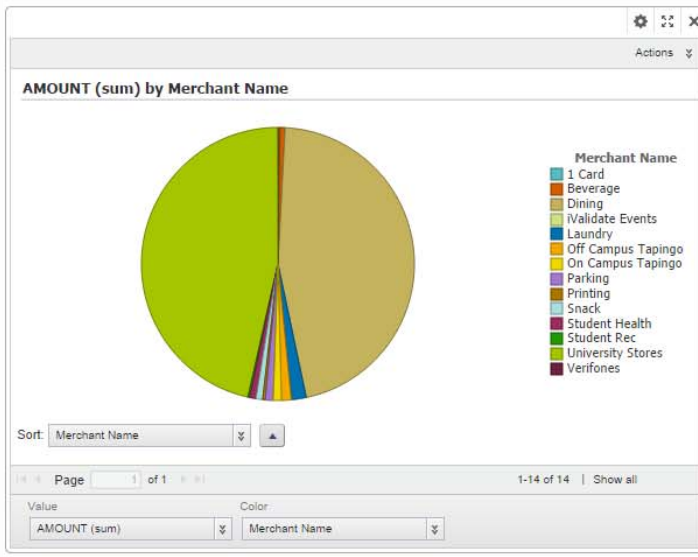 Actions
AMOUNT (sum) by Merchant Name
Merchant Name
1 Card
Beverage
Dining
iValidate Events
Laundry
Off Campus Tapingo
On Campus Tapingo
Parking
Printing
Snack
Student Health
Student Rec
University Stores
Verifones
Sort: Merchant Name
Page 1 of 1 1-14 of 14 | Show all
Value Color
AMOUNT (sum) Merchant Name